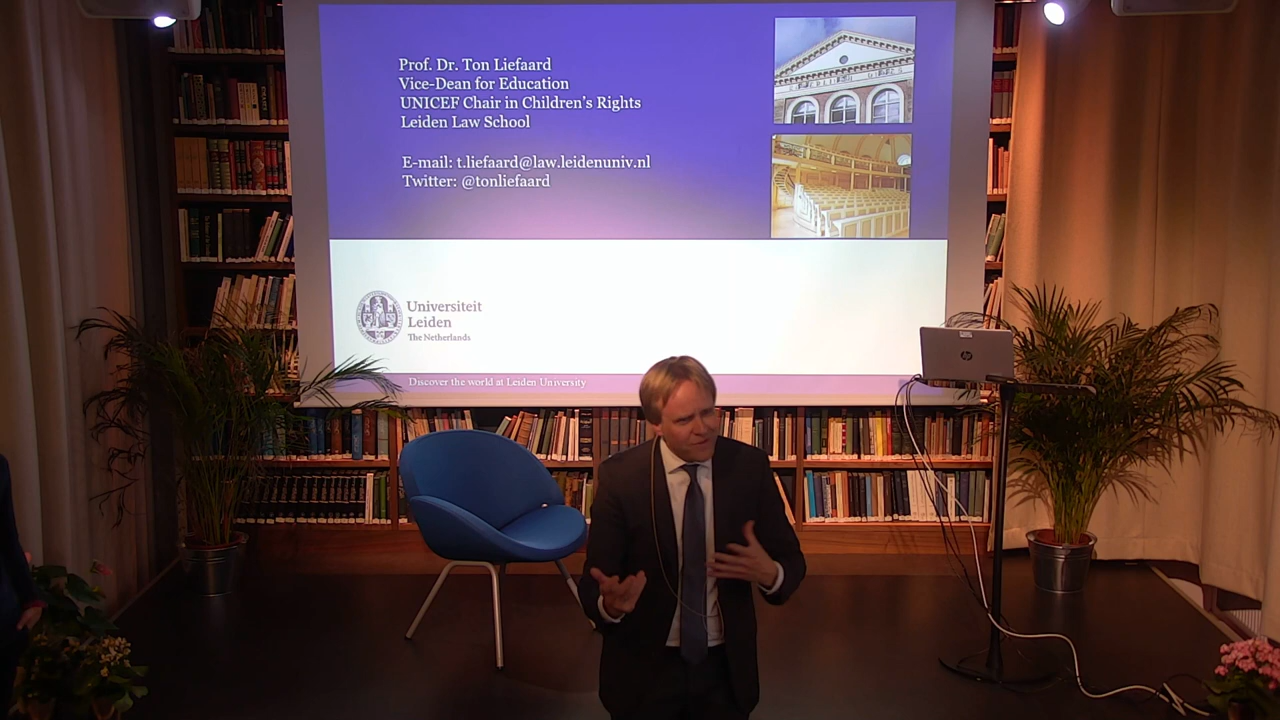 Prof. Dr. Ton Liefaard
Vice-Dean for Education
UNICEF Chair in Children's Rights
Leiden Law School
E-mail: t.liefaard@law.leidenuniv.nl
Twitter: @tonliefaard
Universiteit
Leiden
The Netherlands
Discover the world at Leiden University
hp